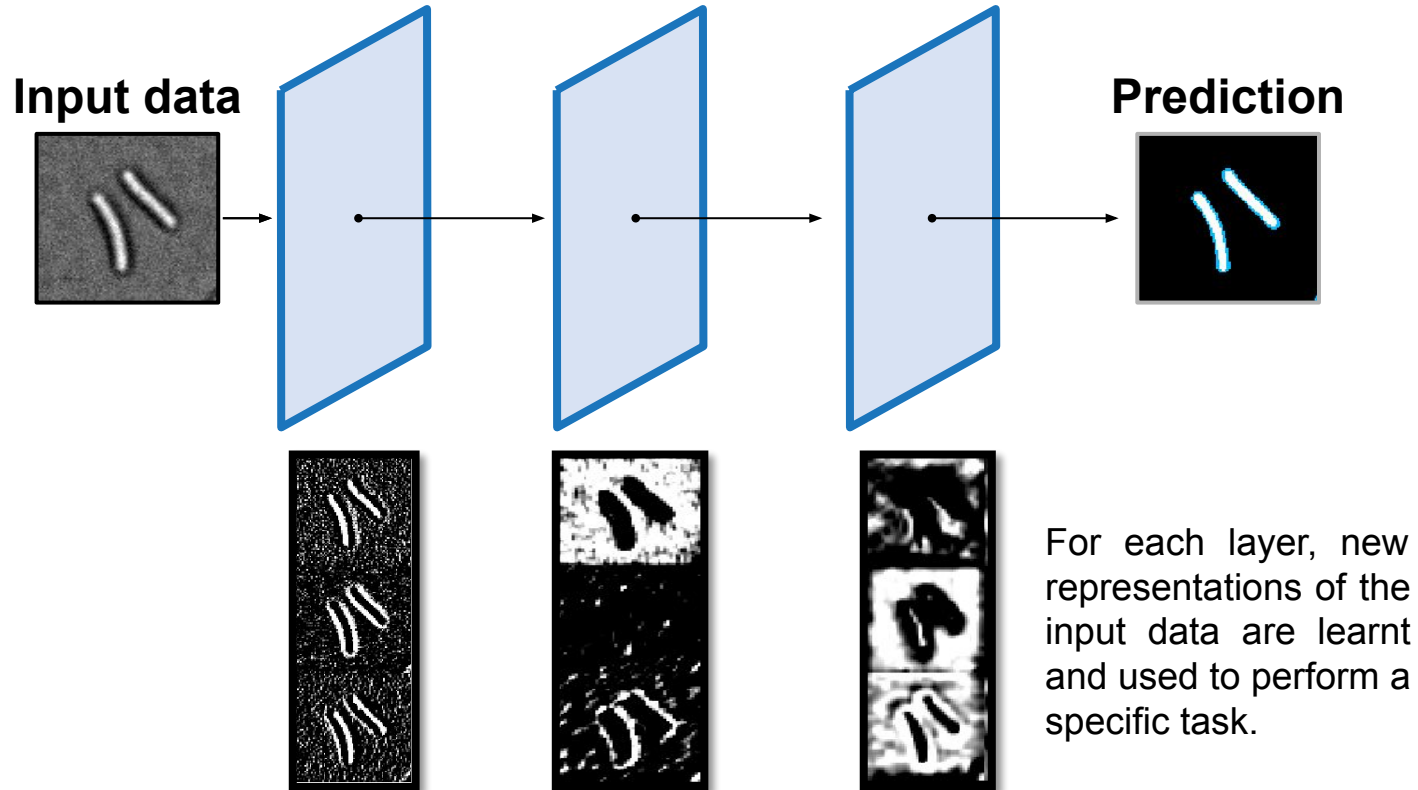 Input data
Prediction
For each layer, new
representations of the
input data are learnt
and used to perform a
specific task.